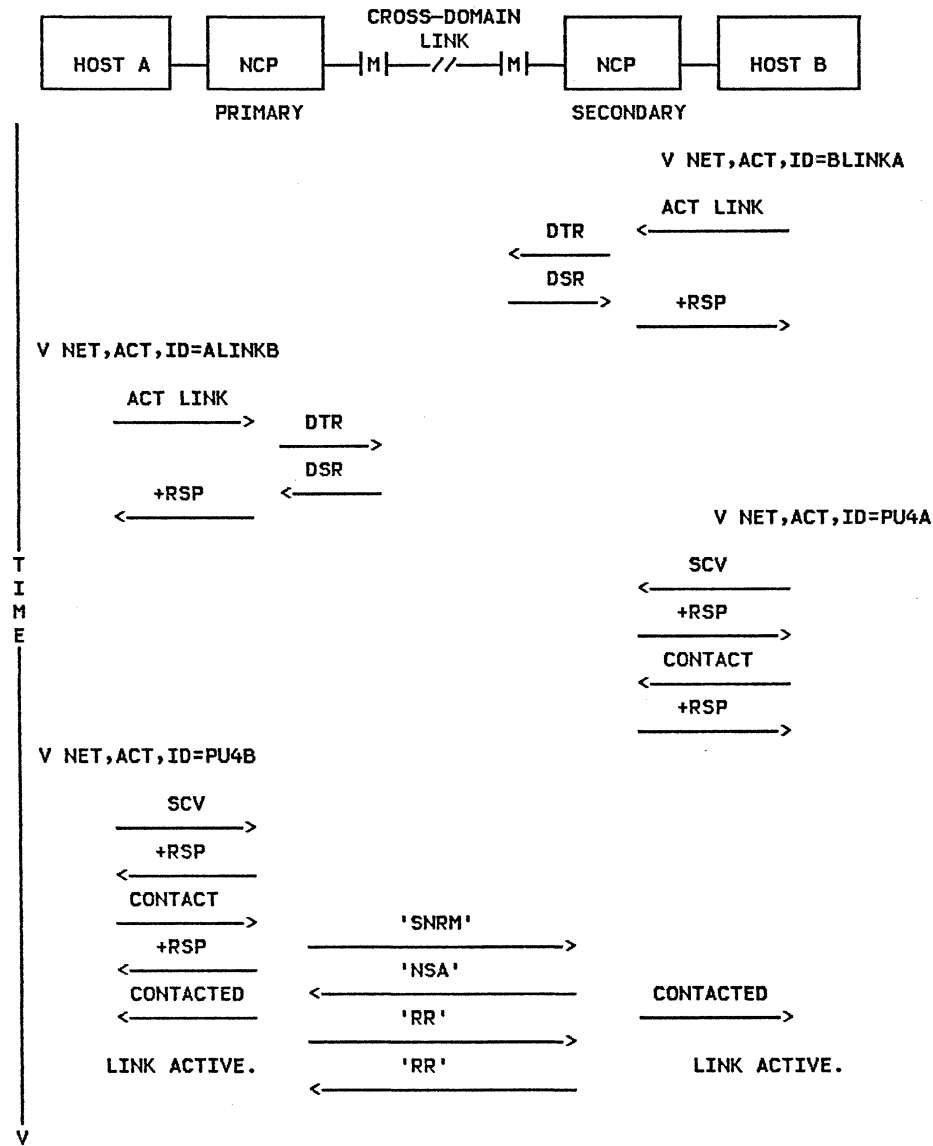 CROSS-DOMAIN
LINK
HOST A NCP M M NCP HOST B
PRIMARY SECONDARY
V NET,ACT,ID=BLINKA
ACT LINK
DTR
DSR
+RSP
V NET,ACT,ID=ALINKB
ACT LINK
DTR
DSR
+RSP
V NET,ACT,ID=PU4A
SCV
+RSP
CONTACT
+RSP
TIME
V NET,ACT,ID=PU4B
SCV
+RSP
CONTACT
'SNRM'
+RSP
'NSA'
CONTACTED CONTACTED
'RR'
LINK ACTIVE. 'RR' LINK ACTIVE.
V